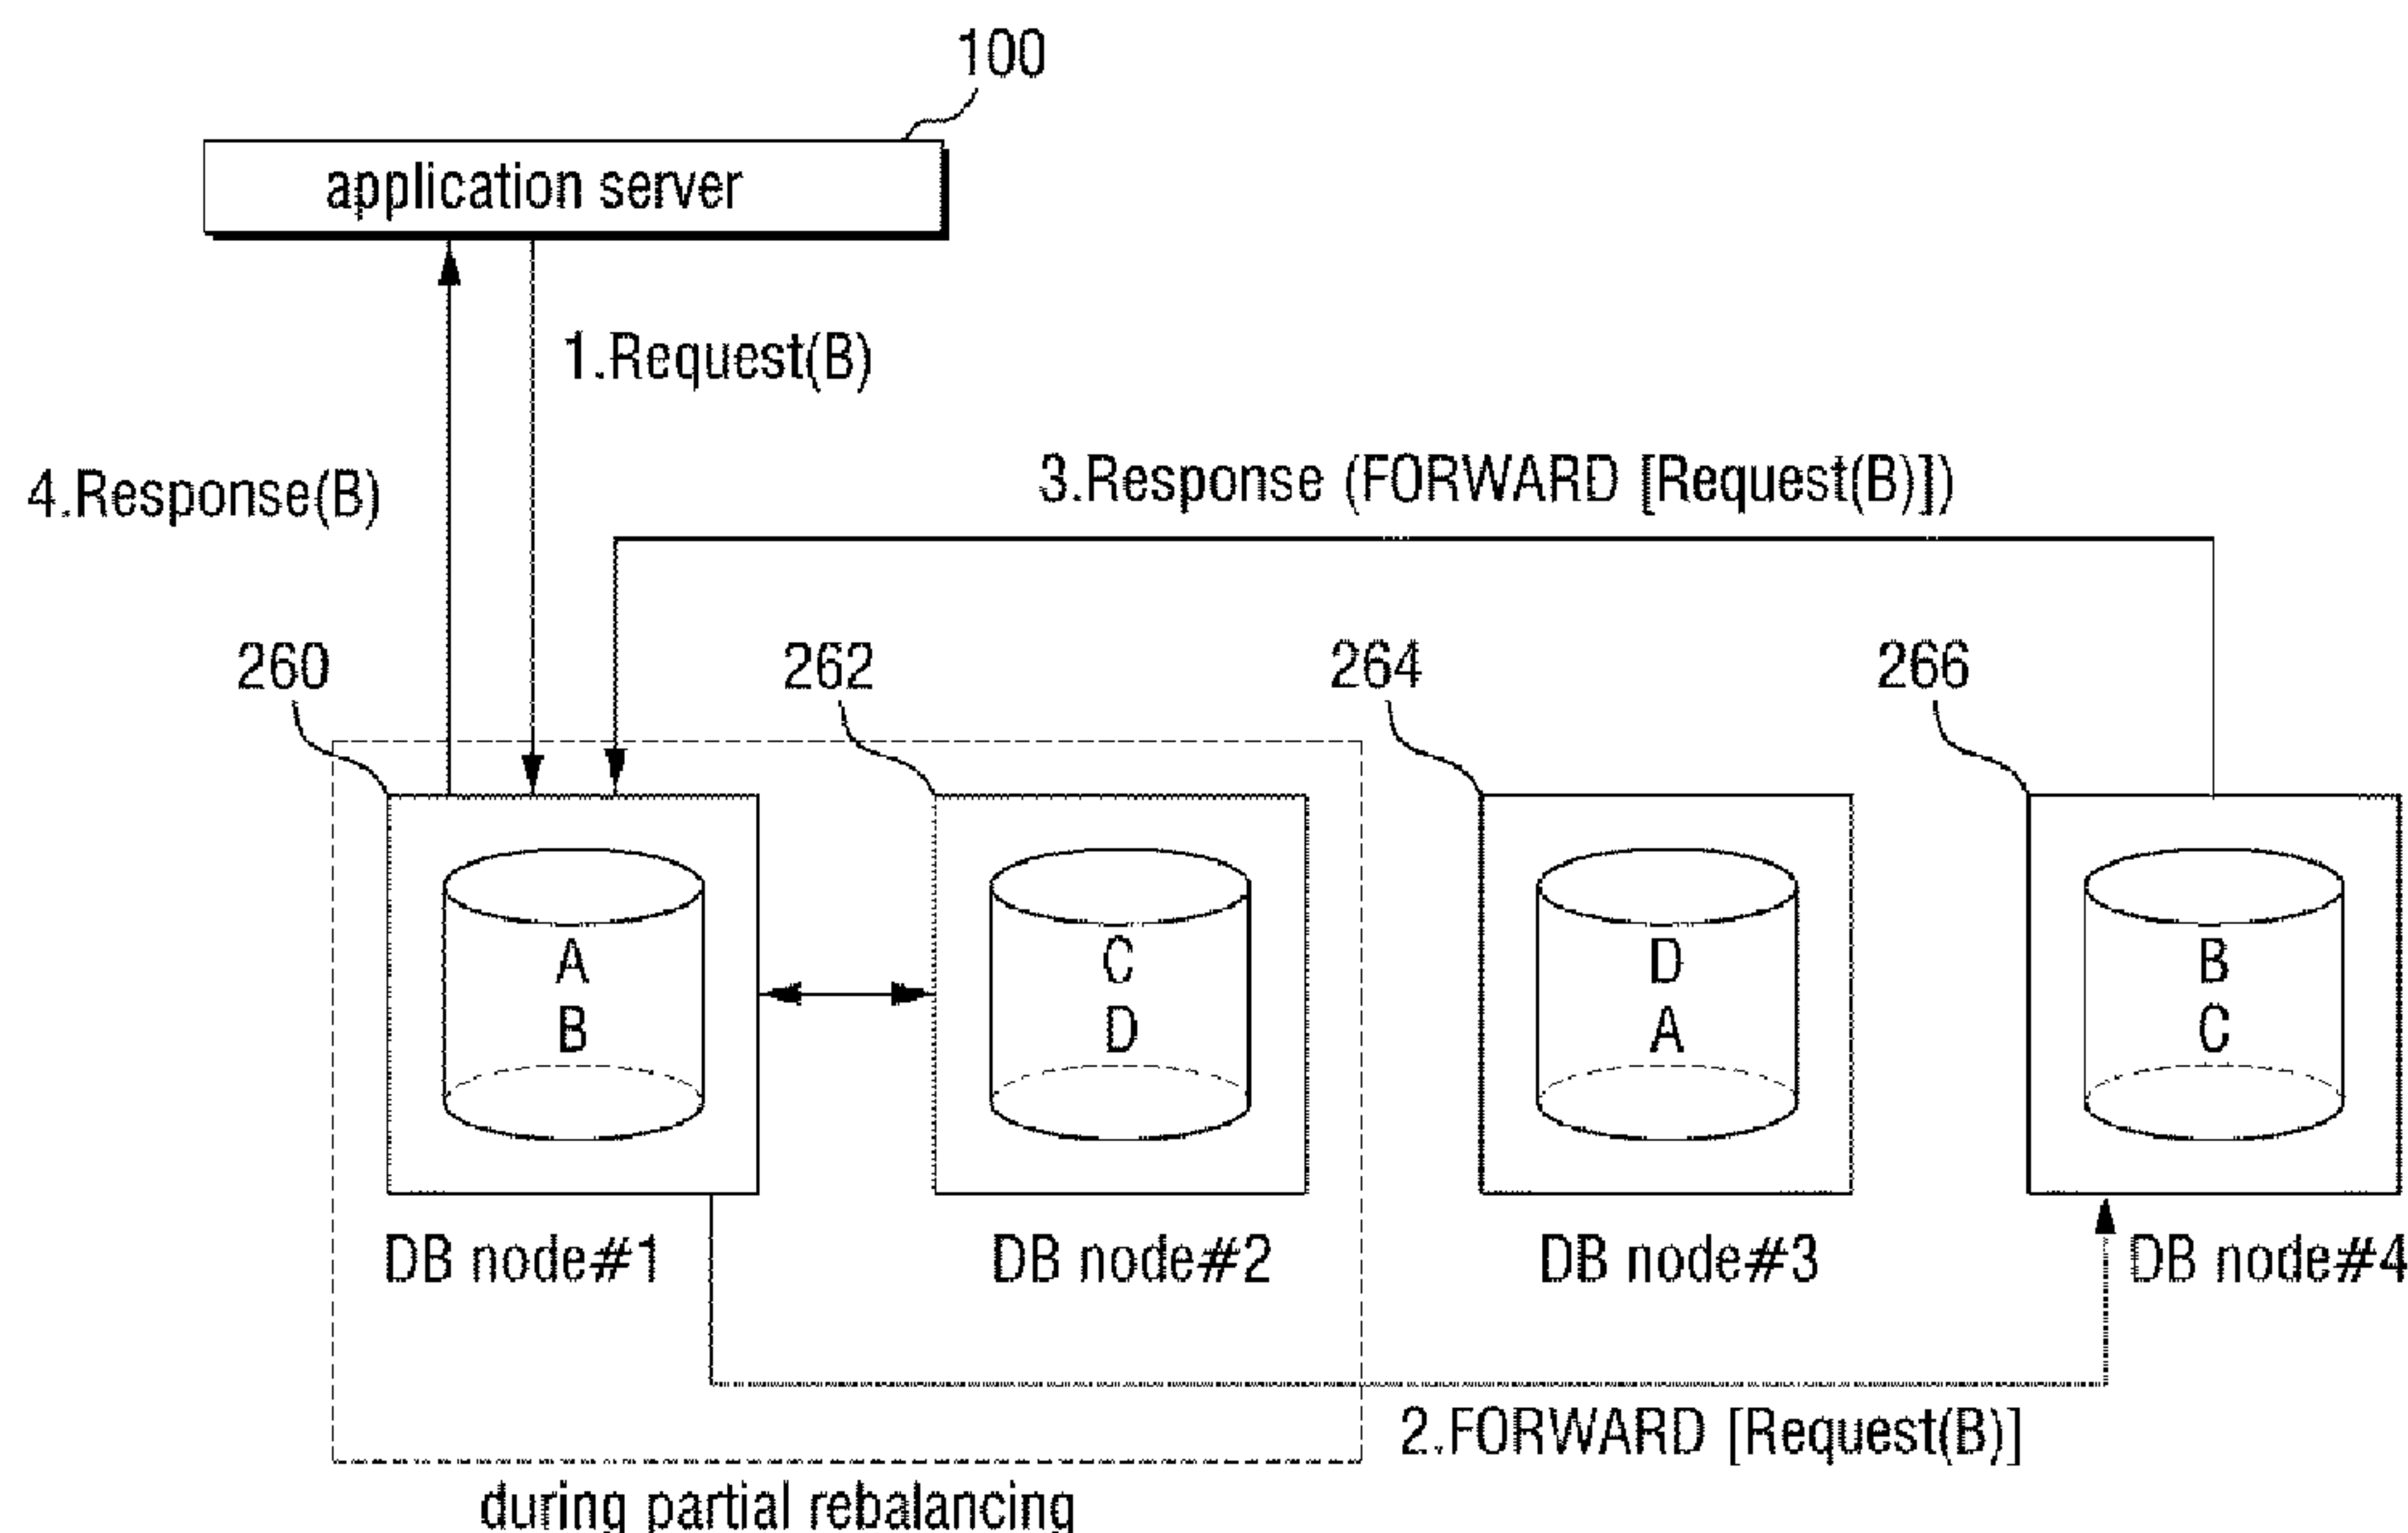 100
application server
1.Request(B)
4.Response(B)
3.Response (FORWARD [Request(B)])
260
262
264
266
A
B
C
D
D
A
B
C
DB node#1
DB node#2
DB node#3
DB node#4
2.FORWARD [Request(B)]
during partial rebalancing